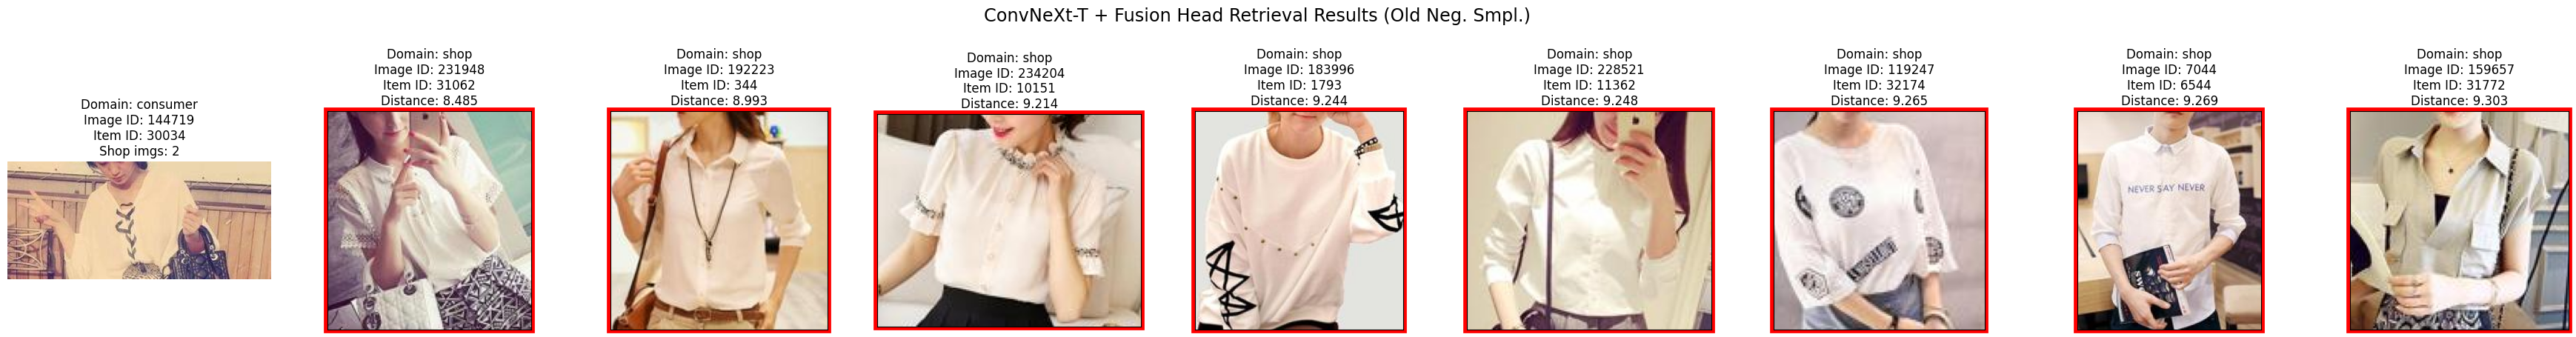 ConvNeXt-T + Fusion Head Retrieval Results (Old Neg. Smpl.)
Domain: consumer
Image ID: 144719
Item ID: 30034
Shop imgs: 2
Domain: shop
Image ID: 231948
Item ID: 31062
Distance: 8.485
Domain: shop
Image ID: 192223
Item ID: 344
Distance: 8.993
Domain: shop
Image ID: 234204
Item ID: 10151
Distance: 9.214
Domain: shop
Image ID: 183996
Item ID: 1793
Distance: 9.244
Domain: shop
Image ID: 228521
Item ID: 11362
Distance: 9.248
Domain: shop
Image ID: 119247
Item ID: 32174
Distance: 9.265
Domain: shop
Image ID: 7044
Item ID: 6544
Distance: 9.269
NEVER SAY NEVER
Domain: shop
Image ID: 159657
Item ID: 31772
Distance: 9.303